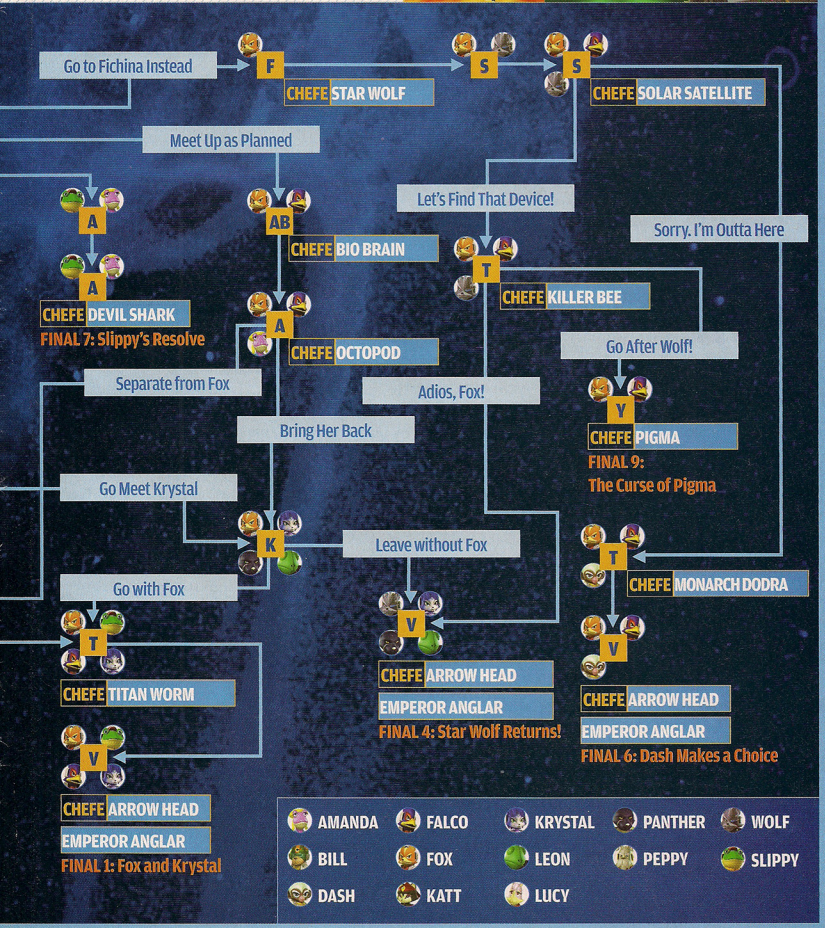 Go to Fichina Instead
F
S
S
CHEFE STAR WOLF
CHEFE SOLAR SATELLITE
Meet Up as Planned
Let's Find That Device!
A
AB
Sorry. I'm Outta Here
CHEFE BIO BRAIN
T
A
CHEFE KILLER BEE
CHEFE DEVIL SHARK
A
FINAL 7: Slippy's Resolve
CHEFE OCTOPOD
Go After Wolf!
Separate from Fox
Adios, Fox!
Y
Bring Her Back
CHEFE PIGMA
FINAL 9:
The Curse of Pigma
Go Meet Krystal
K
Leave without Fox
T
CHEFE MONARCH DODRA
Go with Fox
V
T
V
CHEFE ARROW HEAD
CHEFE TITAN WORM
CHEFE ARROW HEAD
EMPEROR ANGLAR
EMPEROR ANGLAR
FINAL 4: Star Wolf Returns!
FINAL 6: Dash Makes a Choice
V
CHEFE ARROW HEAD
EMPEROR ANGLAR
FINAL 1: Fox and Krystal
AMANDA FALCO KRYSTAL PANTHER WOLF
BILL FOX LEON PEPPY SLIPPY
DASH KATT LUCY